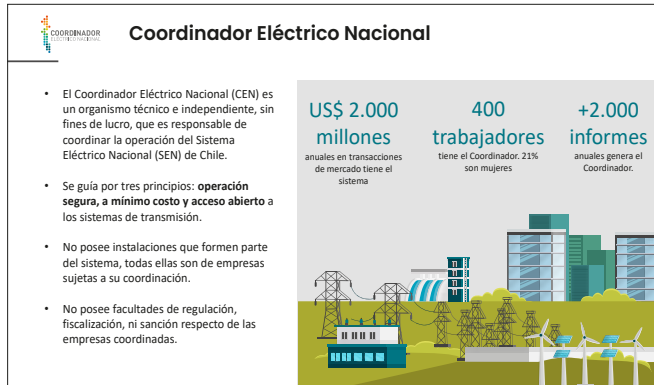 COORDINADOR
ELÉCTRICO NACIONAL
Coordinador Eléctrico Nacional
• El Coordinador Eléctrico Nacional (CEN) es
un organismo técnico e independiente, sin
fines de lucro, que es responsable de
coordinar la operación del Sistema
Eléctrico Nacional (SEN) de Chile.
• Se guía por tres principios: operación
segura, a mínimo costo y acceso abierto a
los sistemas de transmisión.
• No posee instalaciones que formen parte
del sistema, todas ellas son de empresas
sujetas a su coordinación.
• No posee facultades de regulación,
fiscalización, ni sanción respecto de las
empresas coordinadas.
US$ 2.000
millones
anuales en transacciones
de mercado tiene el
sistema
400
trabajadores
tiene el Coordinador. 21%
son mujeres
+2.000
informes
anuales genera el
Coordinador.